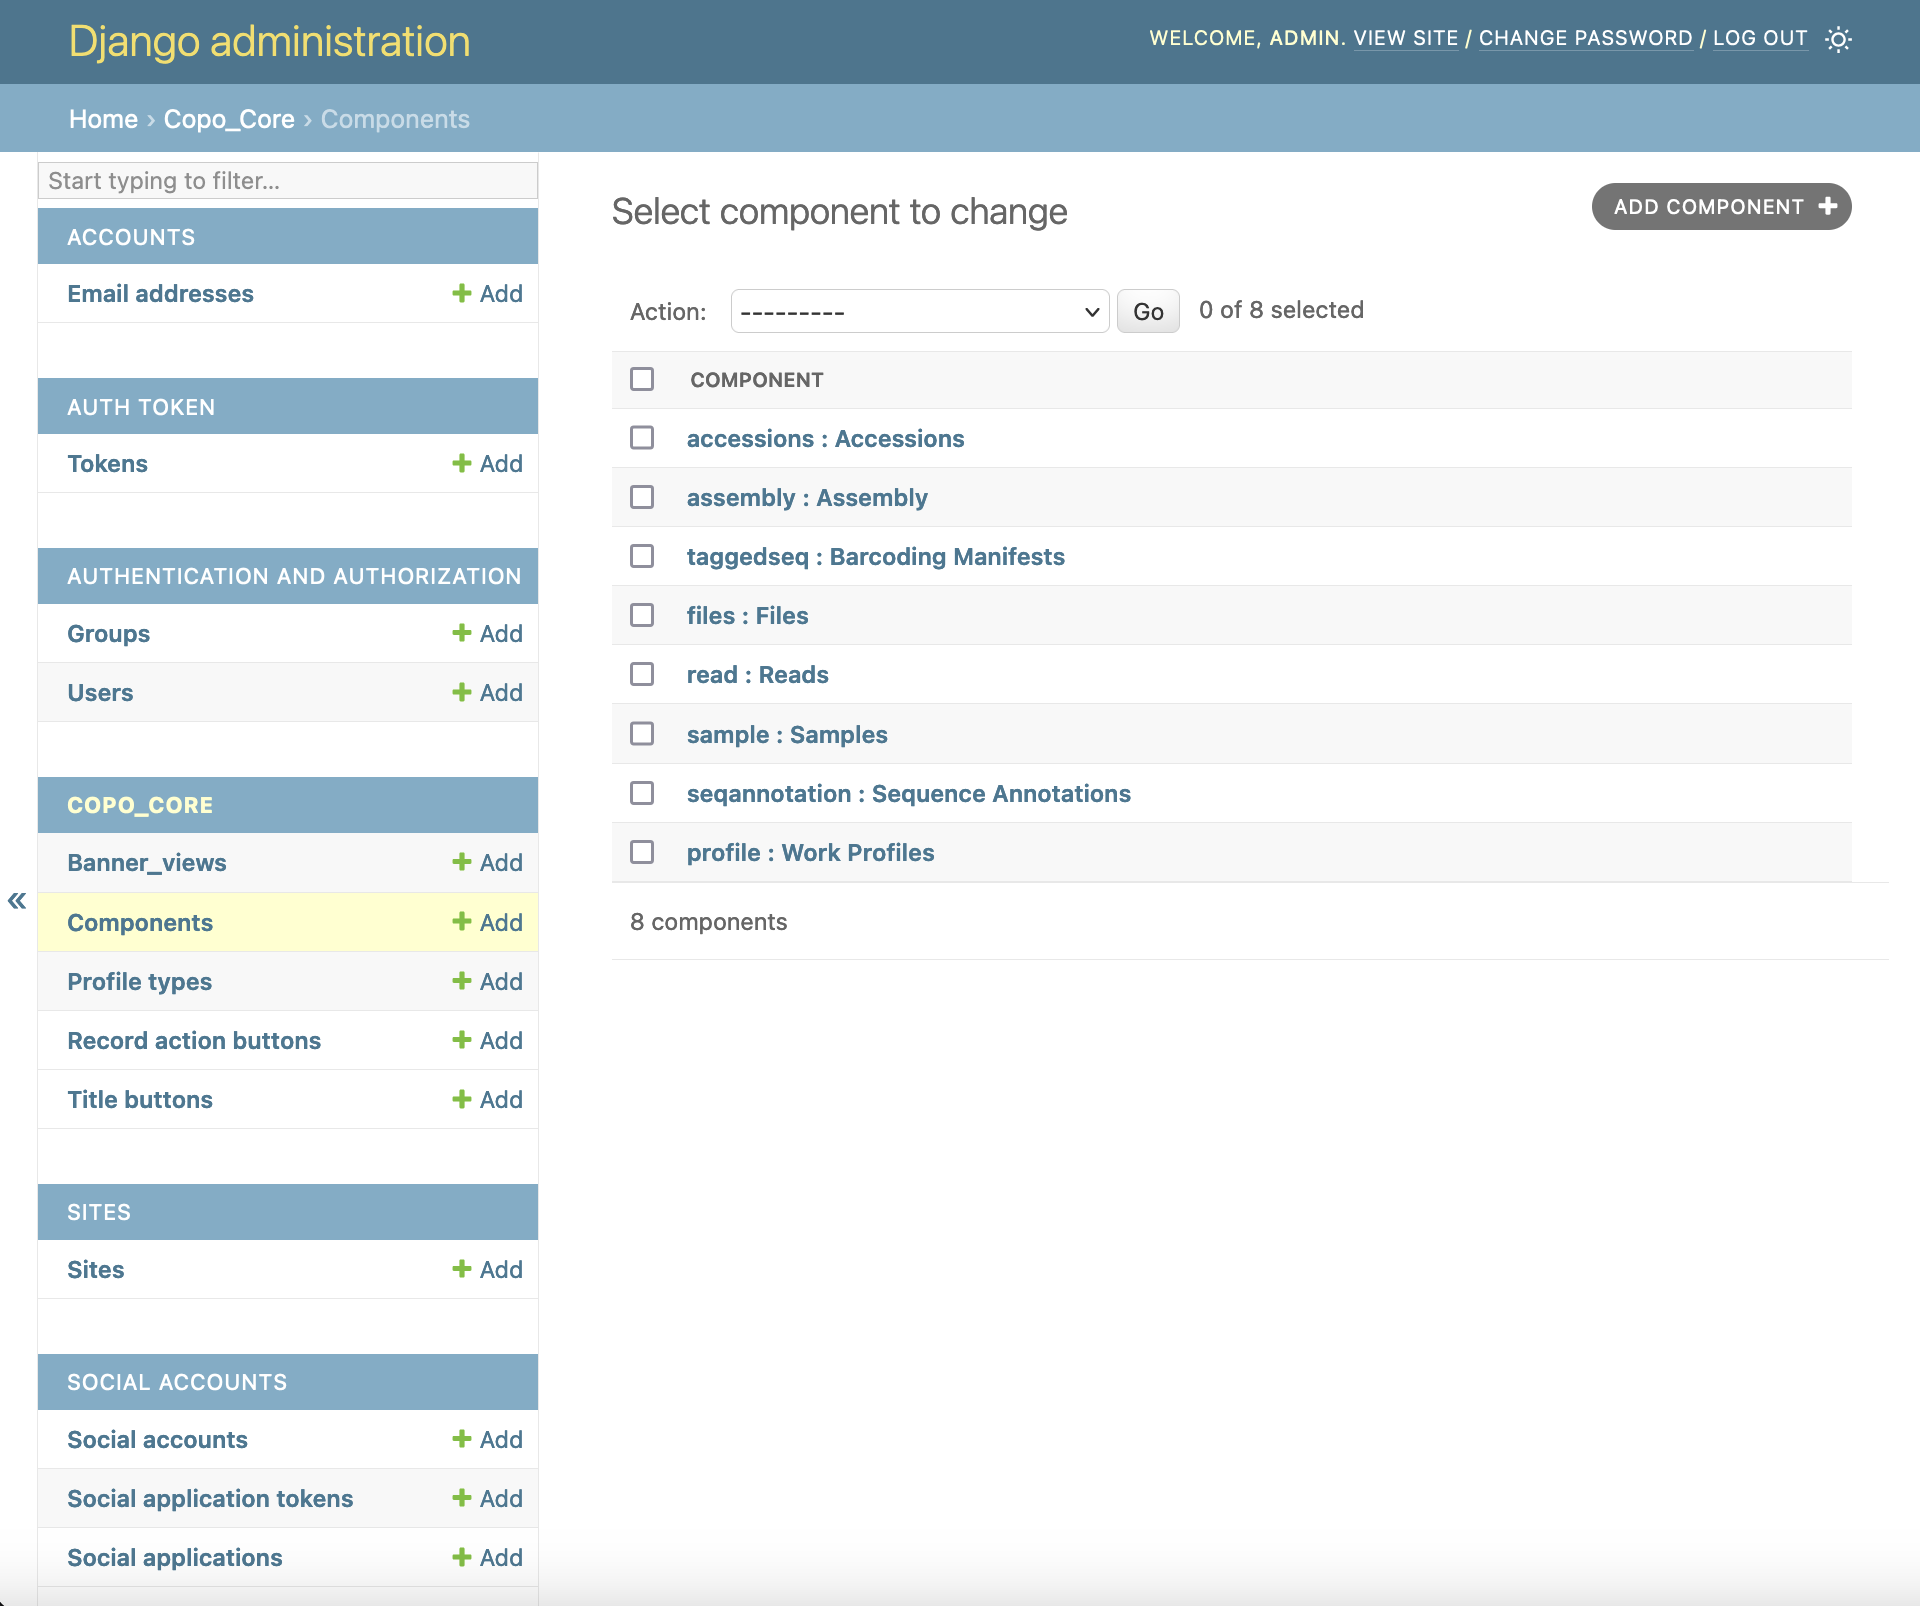 Django administration
WELCOME, ADMIN. VIEW SITE / CHANGE PASSWORD / LOG OUT
Home › Copo_Core › Components
Start typing to filter...
ACCOUNTS
Email addresses + Add
AUTH TOKEN
Tokens + Add
AUTHENTICATION AND AUTHORIZATION
Groups + Add
Users + Add
COPO_CORE
Banner_views + Add
Components + Add
Profile types + Add
Record action buttons + Add
Title buttons + Add
SITES
Sites + Add
SOCIAL ACCOUNTS
Social accounts + Add
Social application tokens + Add
Social applications + Add
«
Select component to change
ADD COMPONENT +
Action: --------- Go 0 of 8 selected
COMPONENT
accessions : Accessions
assembly : Assembly
taggedseq : Barcoding Manifests
files : Files
read : Reads
sample : Samples
seqannotation : Sequence Annotations
profile : Work Profiles
8 components